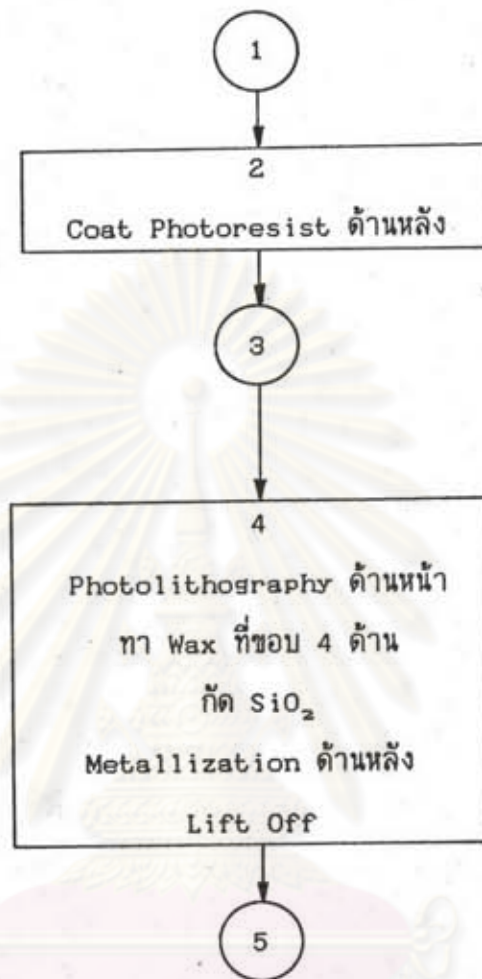 1
2
Coat Photoresist ด้านหลัง
3
4
Photolithography ด้านหน้า
ทา Wax ที่ขอบ 4 ด้าน
กัด SiO₂
Metallization ด้านหลัง
Lift Off
5